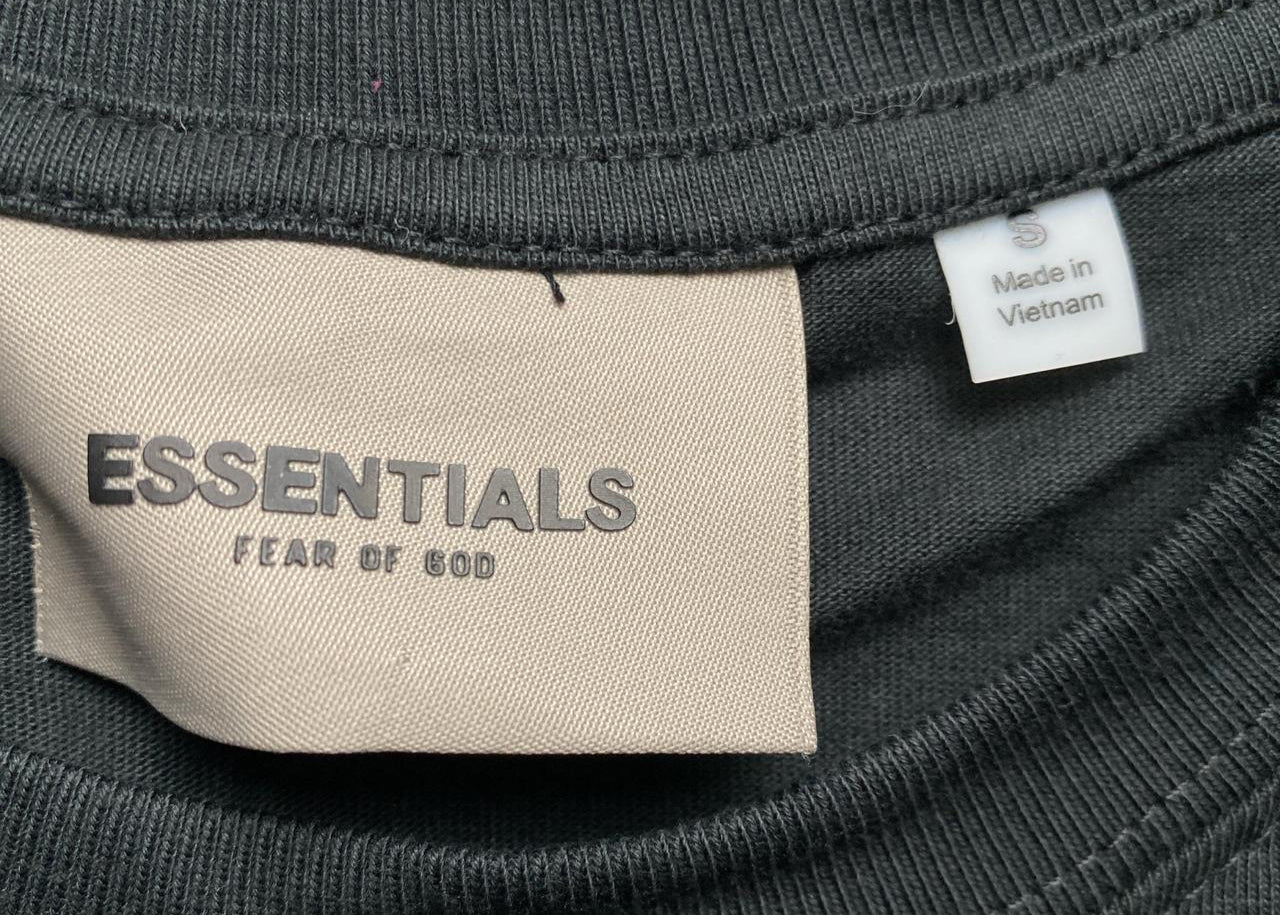 ESSENTIALS
FEAR OF GOD
S
Made in
Vietnam